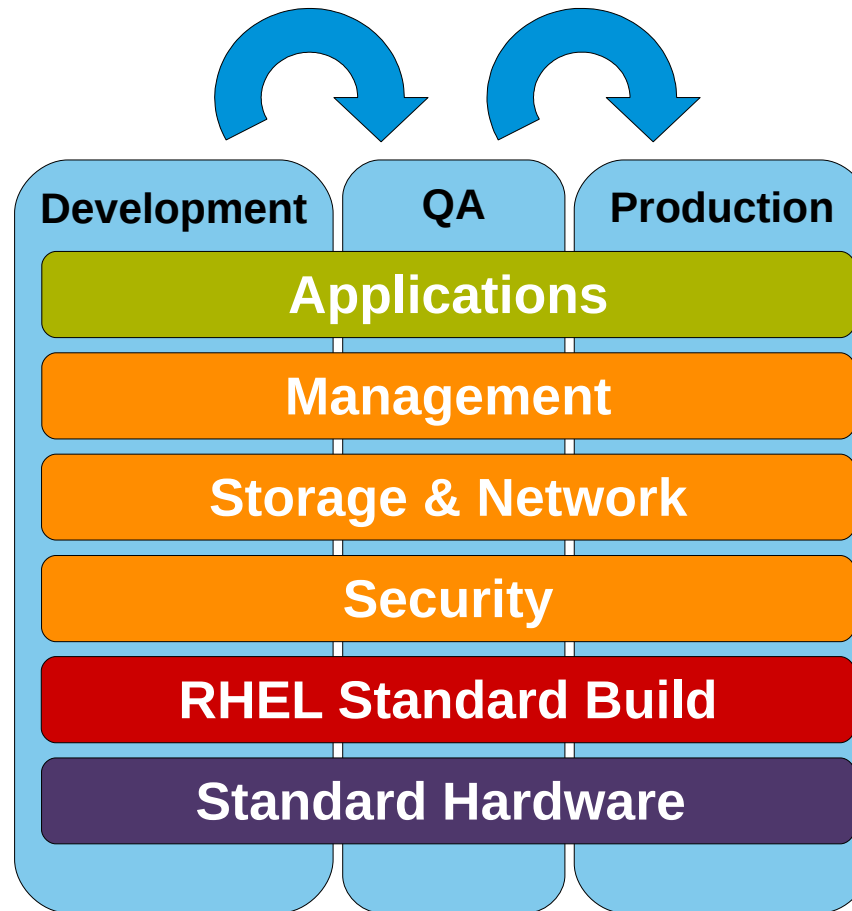 Development
QA
Production
Applications
Management
Storage & Network
Security
RHEL Standard Build
Standard Hardware